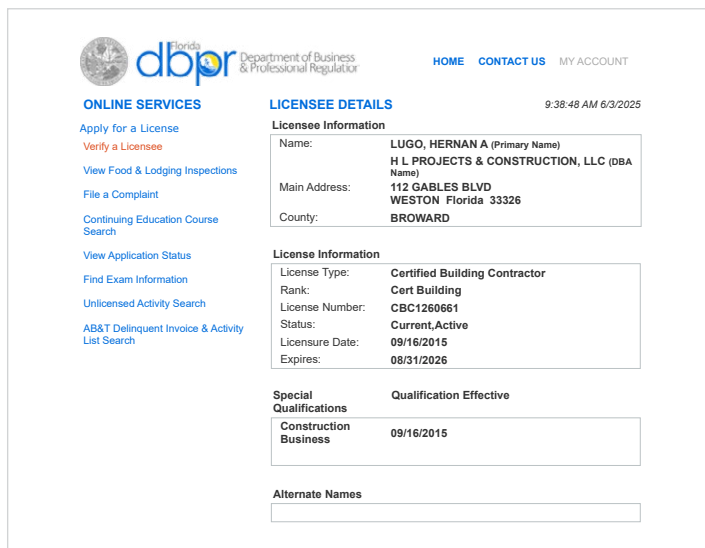 Florida
dbpr Department of Business
& Professional Regulation
HOME CONTACT US MY ACCOUNT
ONLINE SERVICES
Apply for a License
Verify a Licensee
View Food & Lodging Inspections
File a Complaint
Continuing Education Course
Search
View Application Status
Find Exam Information
Unlicensed Activity Search
AB&T Delinquent Invoice & Activity
List Search
LICENSEE DETAILS 9:38:48 AM 6/3/2025
Licensee Information
Name: LUGO, HERNAN A (Primary Name)
H L PROJECTS & CONSTRUCTION, LLC (DBA
Name)
Main Address: 112 GABLES BLVD
WESTON Florida 33326
County: BROWARD
License Information
License Type: Certified Building Contractor
Rank: Cert Building
License Number: CBC1260661
Status: Current,Active
Licensure Date: 09/16/2015
Expires: 08/31/2026
Special Qualification Effective
Qualifications
Construction
Business 09/16/2015
Alternate Names